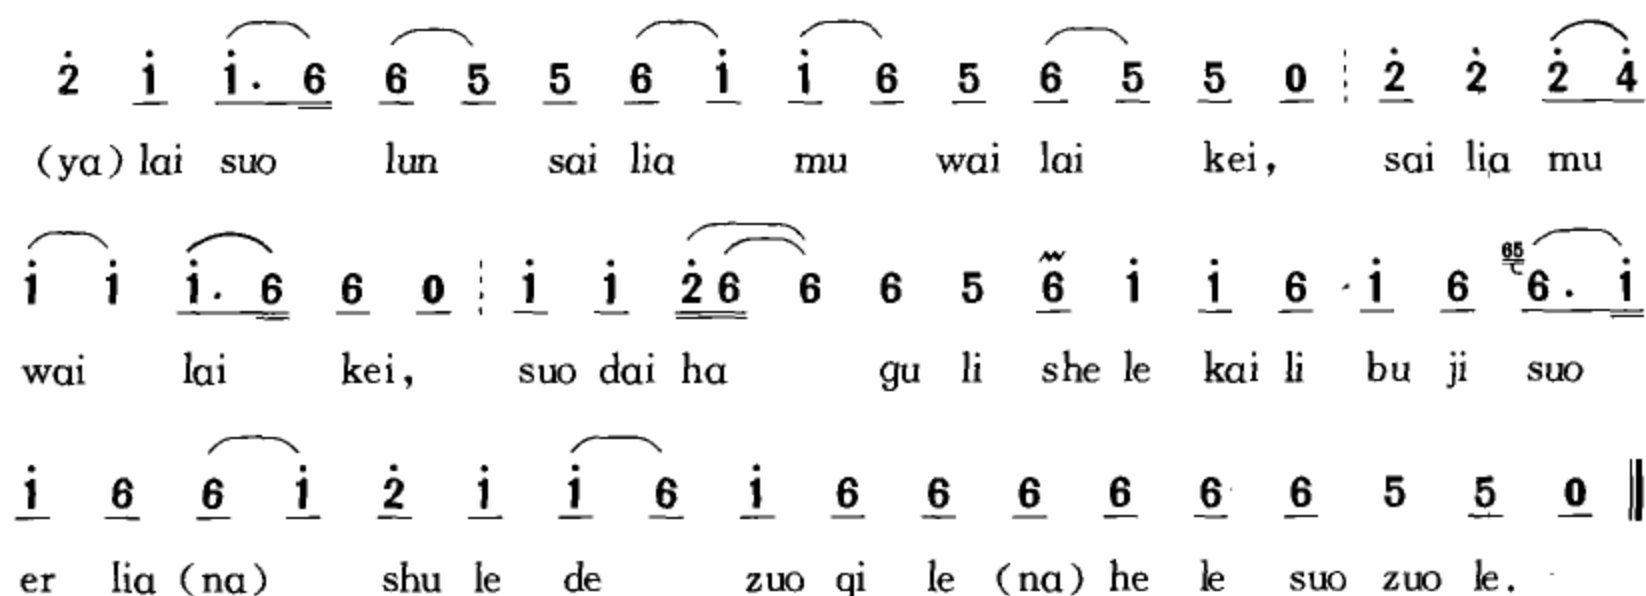 2̇ 1̇ 1̇. 6 6 5 5 6 1̇ 1̇ 6 5 6 5 5 0 ¦ 2̇ 2̇ 2̇ 4̇
(ya) lai suo lun sai lia mu wai lai kei, sai lia mu
1̇ 1̇ 1̇. 6 6 0 ¦ 1̇ 1̇ 2̇ 6 6 6 5 6 1̇ 1̇ 6 1̇ 6 65 6. 1̇
wai lai kei, suo dai ha gu li she le kai li bu ji suo
1̇ 6 6 1̇ 2̇ 1̇ 1̇ 6 1̇ 6 6 6 6 6 6 5 5 0
er lia (na) shu le de zuo qi le (na) he le suo zuo le.